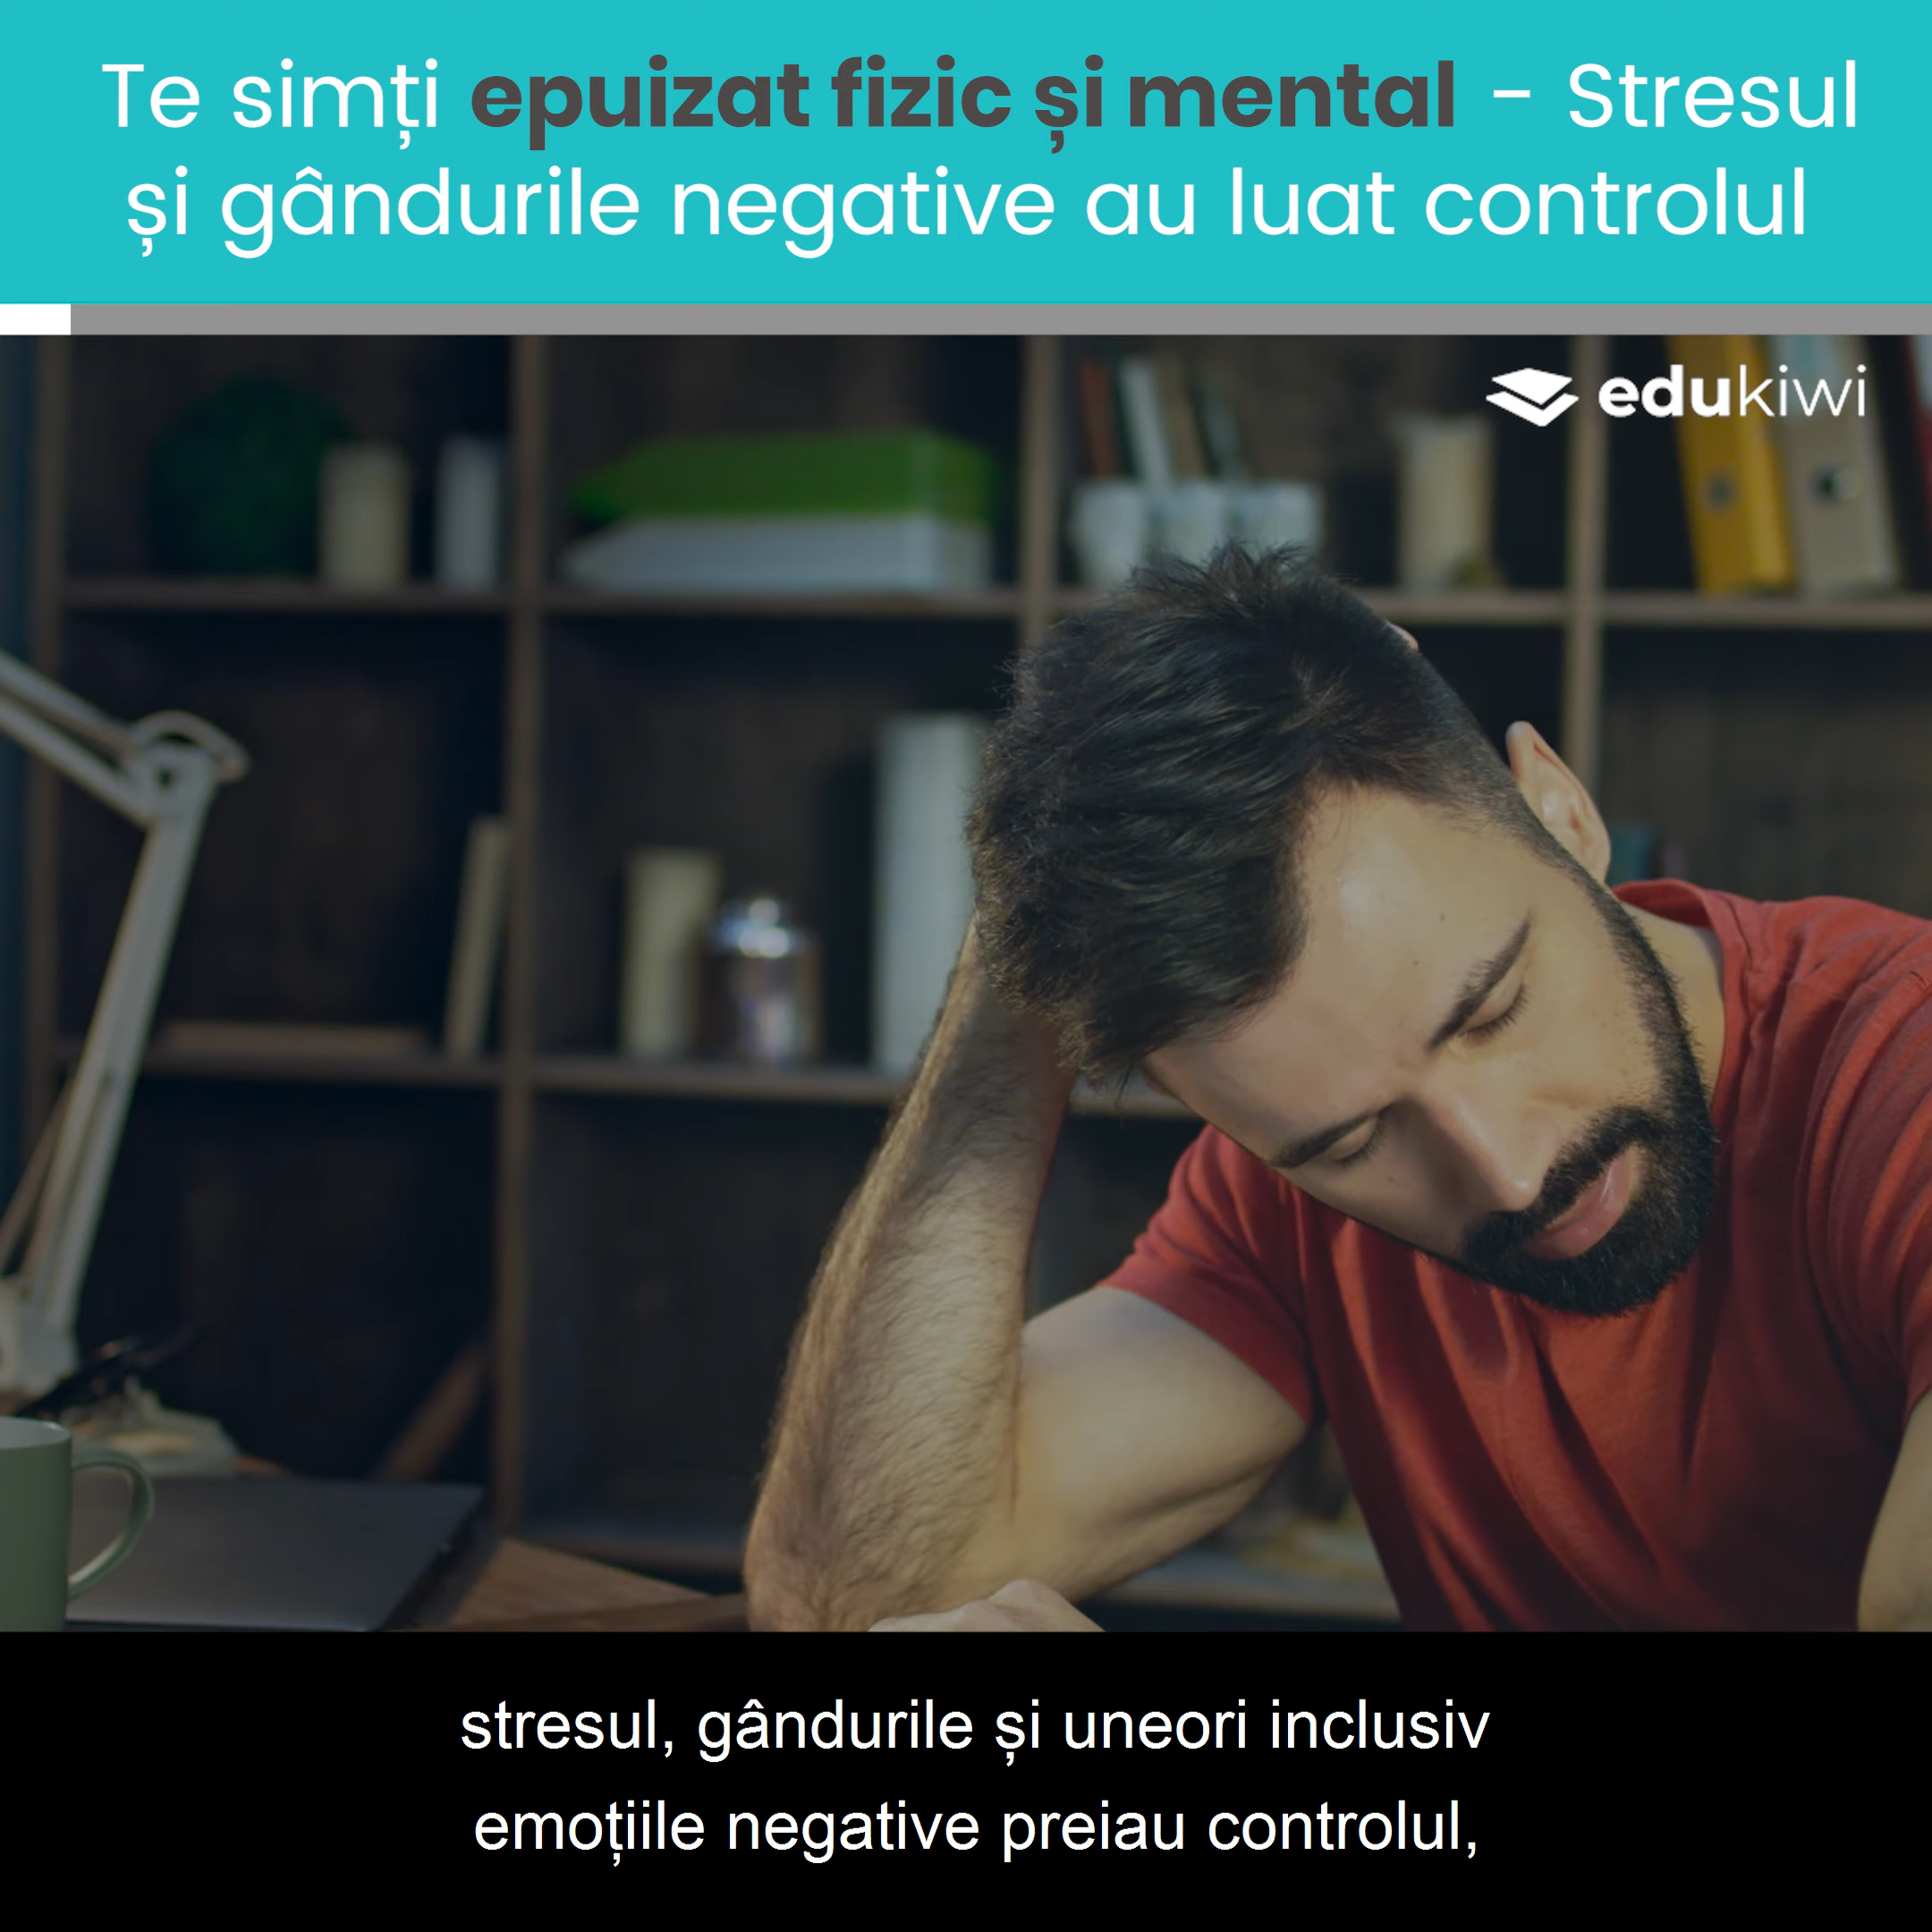 Te simți epuizat fizic și mental - Stresul
și gândurile negative au luat controlul
edukiwi
stresul, gândurile și uneori inclusiv
emoțiile negative preiau controlul,